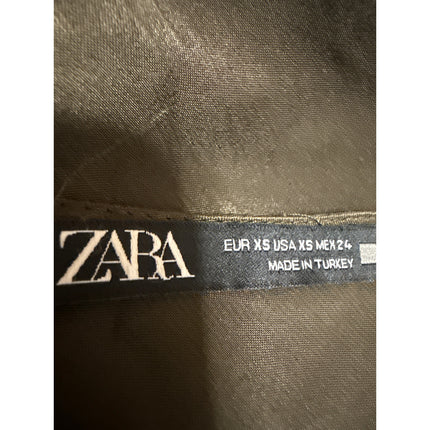 ZARA
EUR XS USA XS MEX 24
MADE IN TURKEY